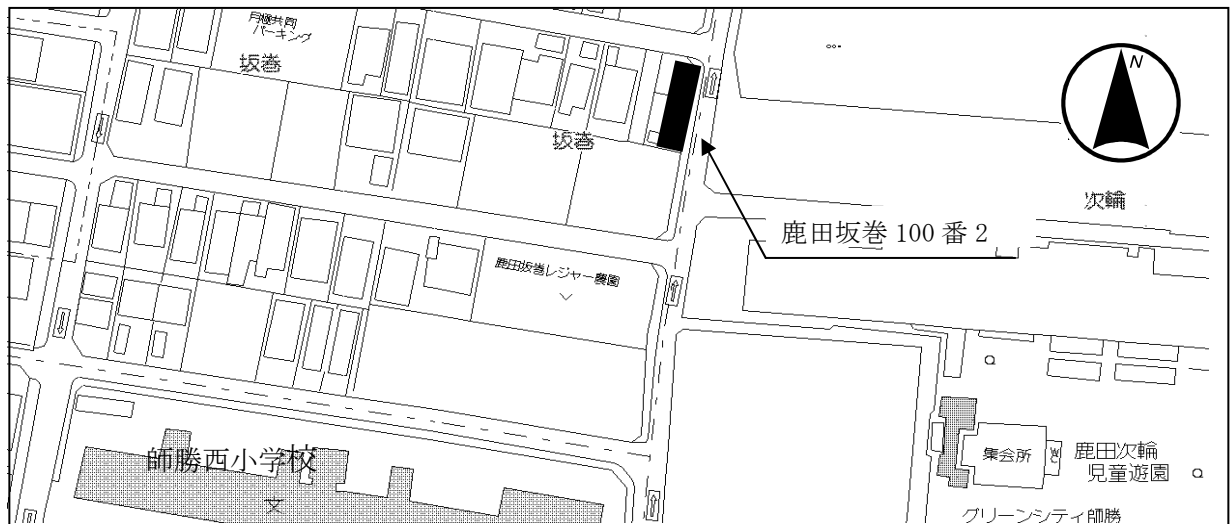 月極共同
パーキング
坂巻
坂巻
N
次輪
鹿田坂巻 100 番 2
鹿田坂巻レジャー農園
師勝西小学校
文
集会所
WC
鹿田次輪
児童遊園
グリーンシティ師勝